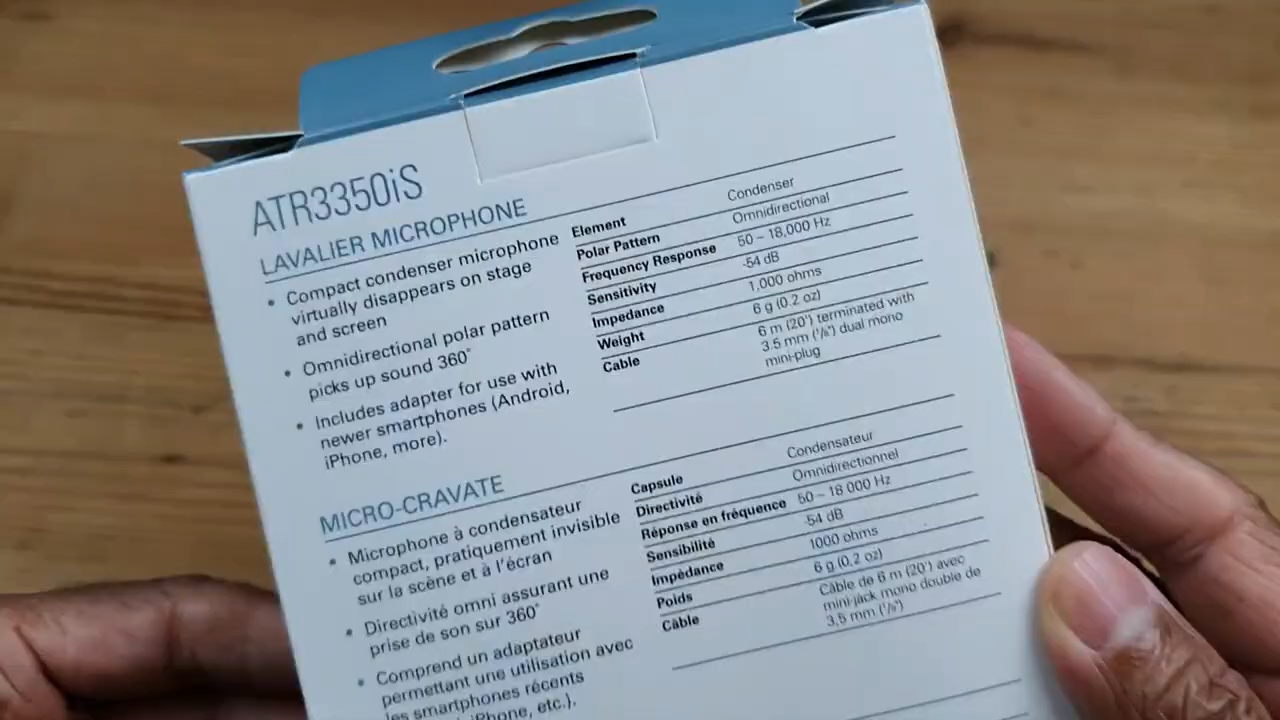 ATR3350iS
LAVALIER MICROPHONE
• Compact condenser microphone
virtually disappears on stage
and screen
• Omnidirectional polar pattern
picks up sound 360°
• Includes adapter for use with
newer smartphones (Android,
iPhone, more).
Element Condenser
Polar Pattern Omnidirectional
Frequency Response 50 – 18,000 Hz
Sensitivity -54 dB
Impedance 1,000 ohms
Weight 6 g (0.2 oz)
Cable 6 m (20') terminated with
3.5 mm (1/8") dual mono
mini-plug
MICRO-CRAVATE
• Microphone à condensateur
compact, pratiquement invisible
sur la scène et à l'écran
• Directivité omni assurant une
prise de son sur 360°
• Comprend un adaptateur
permettant une utilisation avec
les smartphones récents
iPhone, etc.).
Capsule Condensateur
Directivité Omnidirectionnel
Réponse en fréquence 50 – 18 000 Hz
Sensibilité -54 dB
Impédance 1000 ohms
Poids 6 g (0.2 oz)
Câble Câble de 6 m (20') avec
mini-jack mono double de
3,5 mm (1/8")